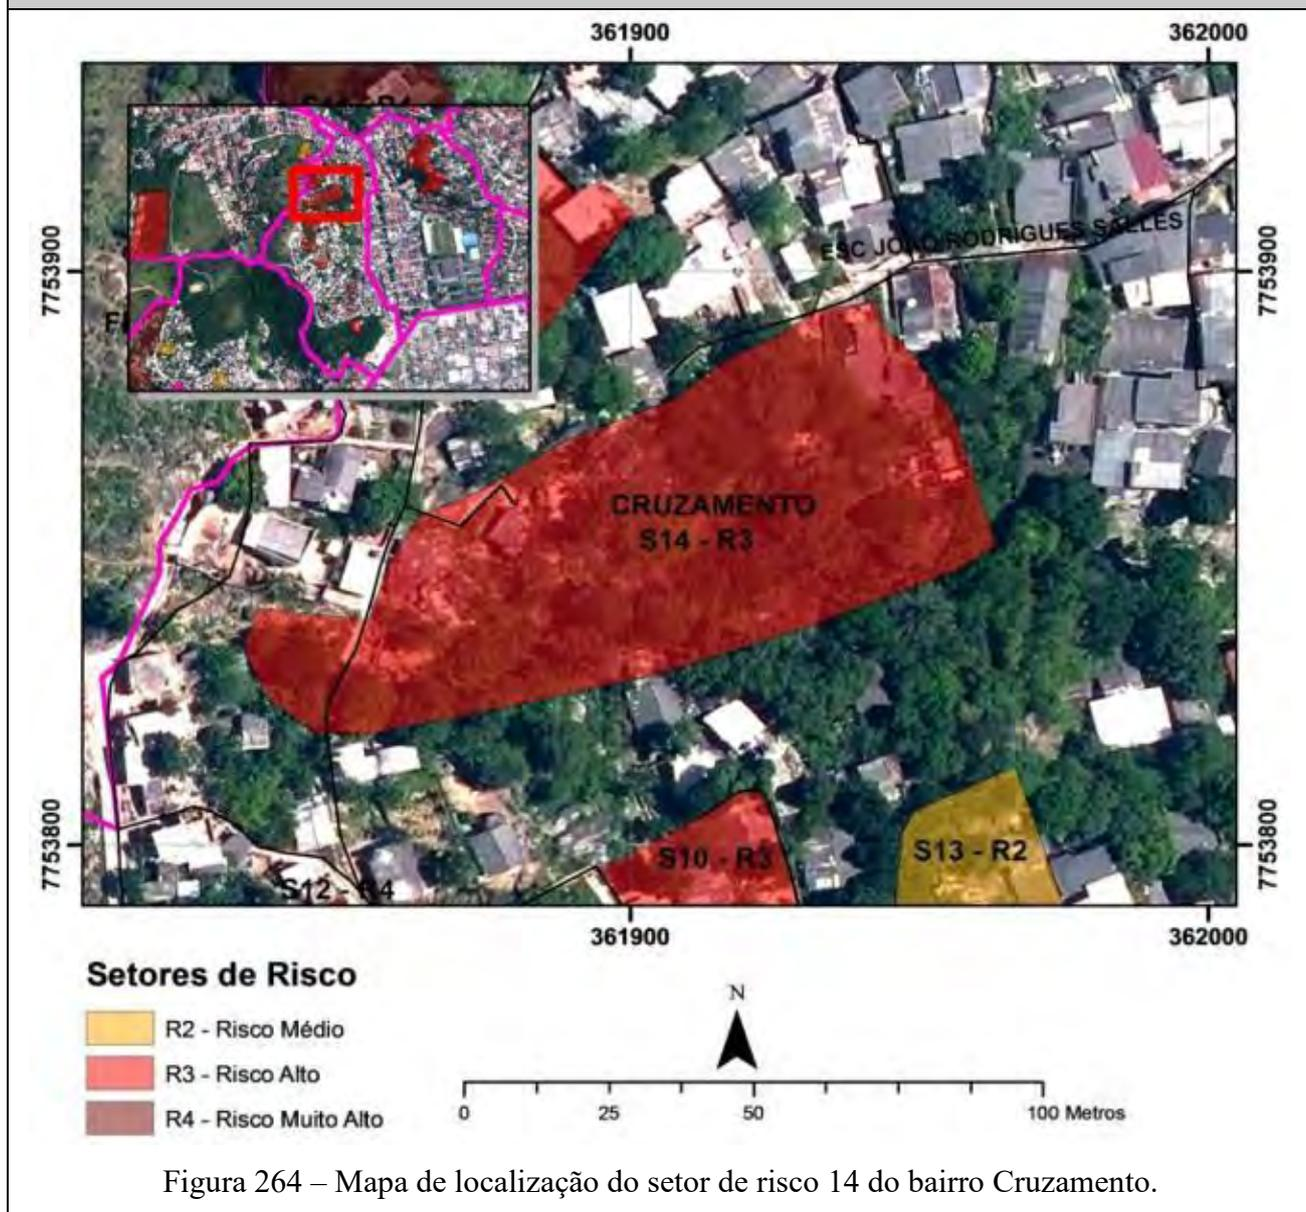 361900 362000
7753900
7753900
ESC JOÃO RODRIGUES SALLES
CRUZAMENTO
S14 - R3
7753800
7753800
S10 - R3
S13 - R2
S12 - R4
361900 362000
Setores de Risco
R2 - Risco Médio
R3 - Risco Alto
R4 - Risco Muito Alto
N
0 25 50 100 Metros
Figura 264 – Mapa de localização do setor de risco 14 do bairro Cruzamento.